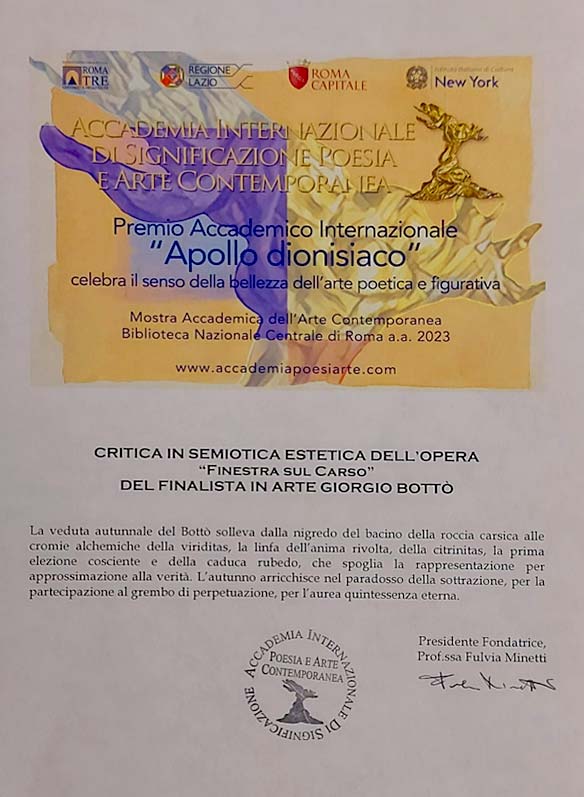 ROMA
TRE
REGIONE
LAZIO
ROMA
CAPITALE
Istituto Italiano di Cultura
New York
ACCADEMIA INTERNAZIONALE
DI SIGNIFICAZIONE POESIA
E ARTE CONTEMPORANEA
Premio Accademico Internazionale
“Apollo dionisiaco”
celebra il senso della bellezza dell’arte poetica e figurativa
Mostra Accademica dell’Arte Contemporanea
Biblioteca Nazionale Centrale di Roma a.a. 2023
www.accademiapoesiarte.com
CRITICA IN SEMIOTICA ESTETICA DELL’OPERA
“FINESTRA SUL CARSO”
DEL FINALISTA IN ARTE GIORGIO BOTTÒ
La veduta autunnale del Bottò solleva dalla nigredo del bacino della roccia carsica alle
cromie alchemiche della viriditas, la linfa dell’anima rivolta, della citrinitas, la prima
elezione cosciente e della caduca rubedo, che spoglia la rappresentazione per
approssimazione alla verità. L’autunno arricchisce nel paradosso della sottrazione, per la
partecipazione al grembo di perpetuazione, per l’aurea quintessenza eterna.
Presidente Fondatrice,
Prof.ssa Fulvia Minetti
ACCADEMIA INTERNAZIONALE DI SIGNIFICAZIONE
POESIA E ARTE
CONTEMPORANEA